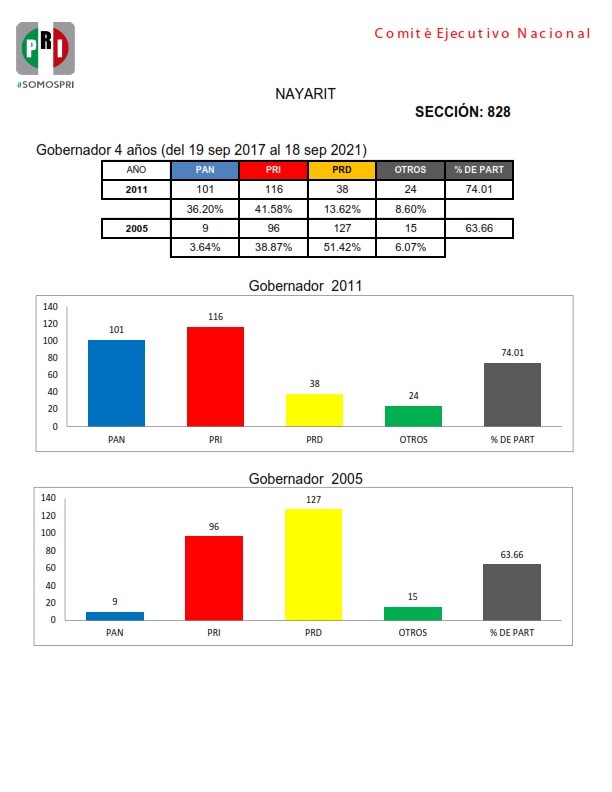 Comité Ejecutivo Nacional
PRI
#SOMOSPRI
NAYARIT
SECCIÓN: 828
Gobernador 4 años (del 19 sep 2017 al 18 sep 2021)
AÑO PAN PRI PRD OTROS % DE PART
2011 101 116 38 24 74.01
36.20% 41.58% 13.62% 8.60%
2005 9 96 127 15 63.66
3.64% 38.87% 51.42% 6.07%
Gobernador 2011
140
120
100
80
60
40
20
0
101 116 38 24 74.01
PAN PRI PRD OTROS % DE PART
Gobernador 2005
140
120
100
80
60
40
20
0
9 96 127 15 63.66
PAN PRI PRD OTROS % DE PART